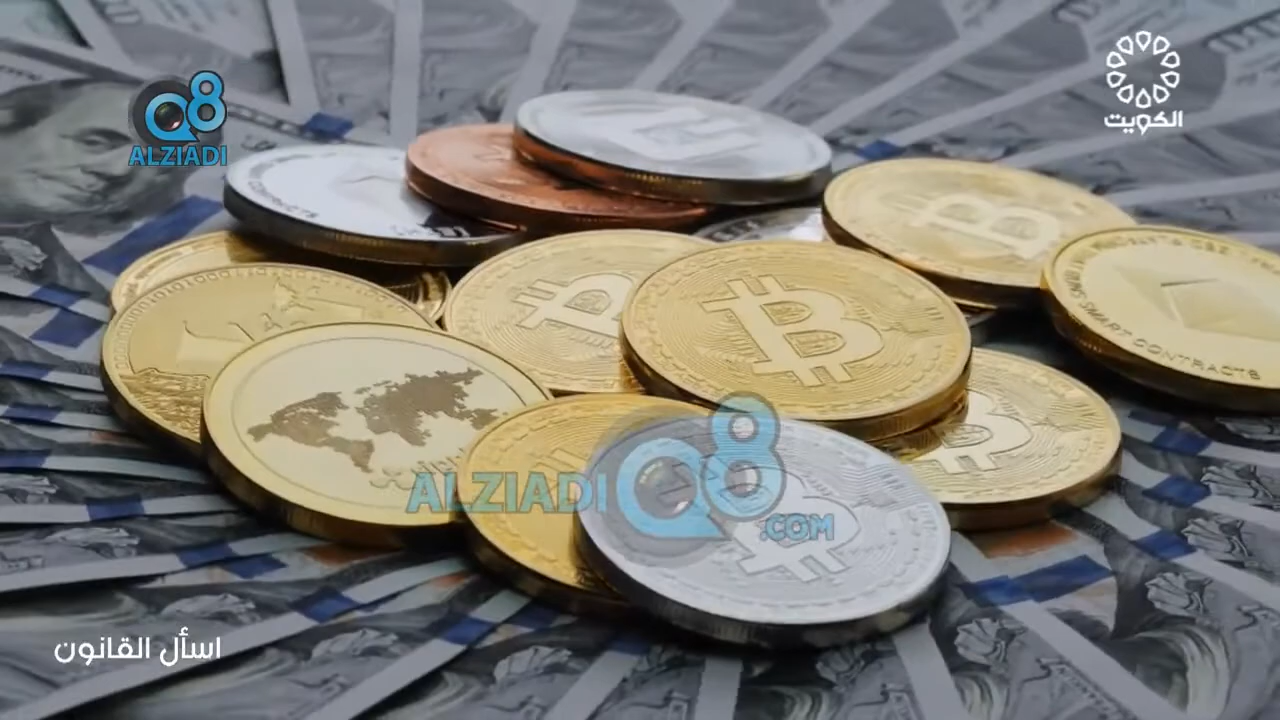 Q8
ALZIADI
الكويت
SMART CONTRACTS
ALZIADI Q8
.COM
اسأل القانون